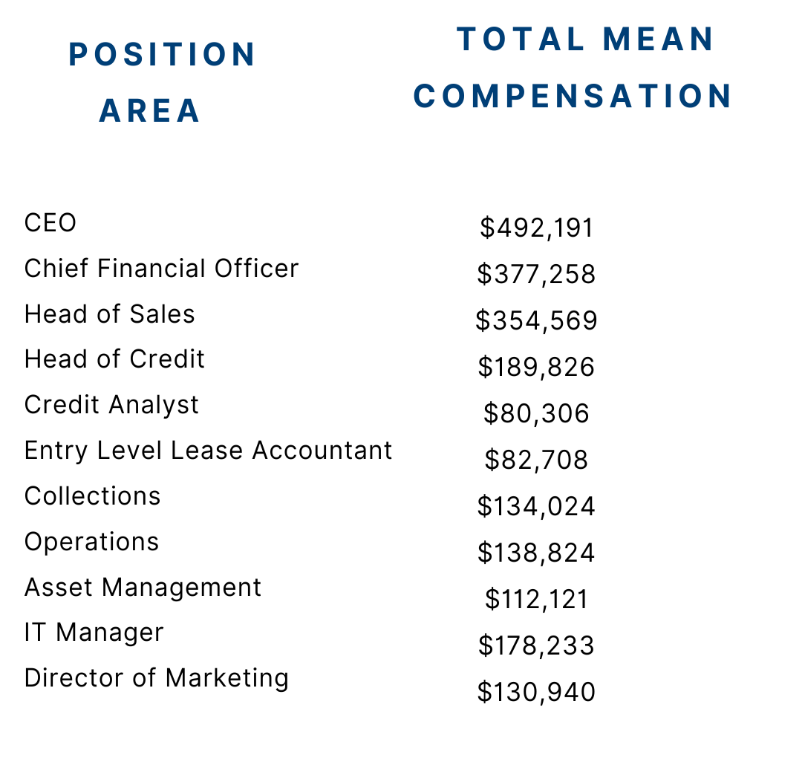 POSITION
AREA
TOTAL MEAN
COMPENSATION
CEO $492,191
Chief Financial Officer $377,258
Head of Sales $354,569
Head of Credit $189,826
Credit Analyst $80,306
Entry Level Lease Accountant $82,708
Collections $134,024
Operations $138,824
Asset Management $112,121
IT Manager $178,233
Director of Marketing $130,940